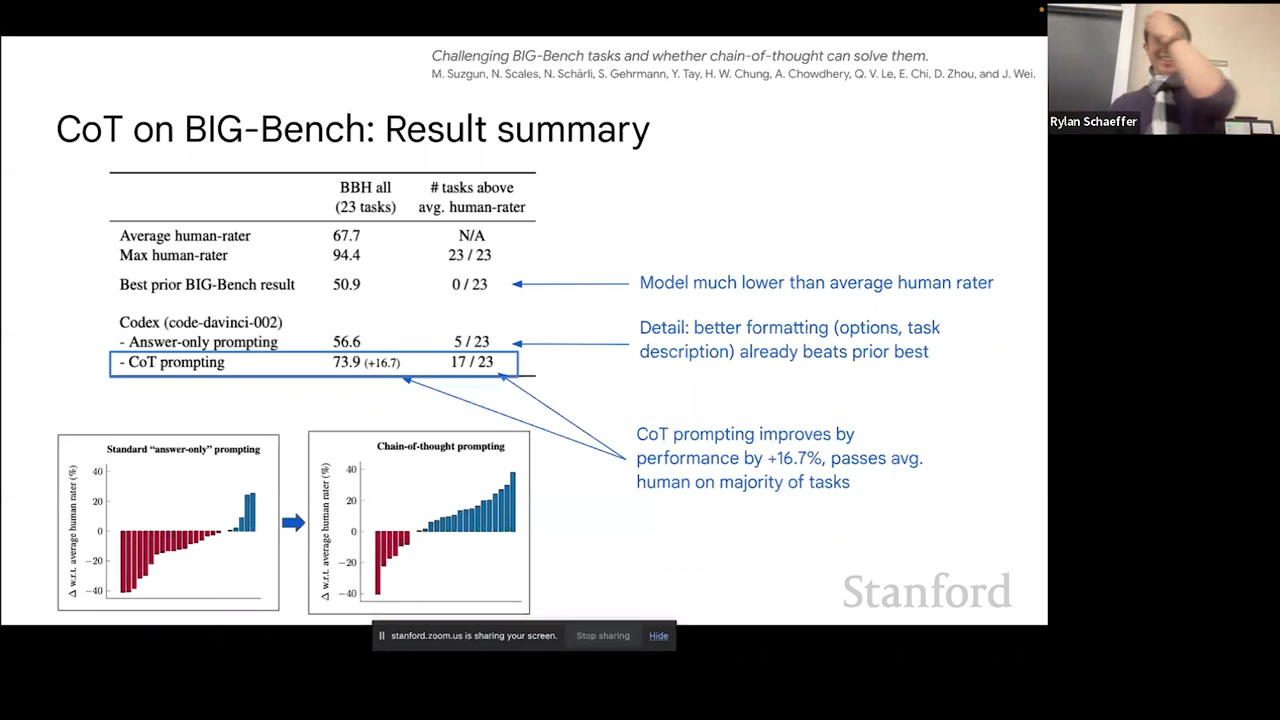 Challenging BIG-Bench tasks and whether chain-of-thought can solve them.
M. Suzgun, N. Scales, N. Schärli, S. Gehrmann, Y. Tay, H. W. Chung, A. Chowdhery, Q. V. Le, E. Chi, D. Zhou, and J. Wei.
Rylan Schaeffer
CoT on BIG-Bench: Result summary
BBH all # tasks above
(23 tasks) avg. human-rater
Average human-rater 67.7 N/A
Max human-rater 94.4 23 / 23
Best prior BIG-Bench result 50.9 0 / 23
Codex (code-davinci-002)
- Answer-only prompting 56.6 5 / 23
- CoT prompting 73.9 (+16.7) 17 / 23
Model much lower than average human rater
Detail: better formatting (options, task
description) already beats prior best
CoT prompting improves by
performance by +16.7%, passes avg.
human on majority of tasks
Standard “answer-only” prompting
Δ w.r.t. average human rater (%)
40
20
0
−20
−40
Chain-of-thought prompting
Δ w.r.t. average human rater (%)
40
20
0
−20
−40
Stanford
stanford.zoom.us is sharing your screen. Stop sharing Hide